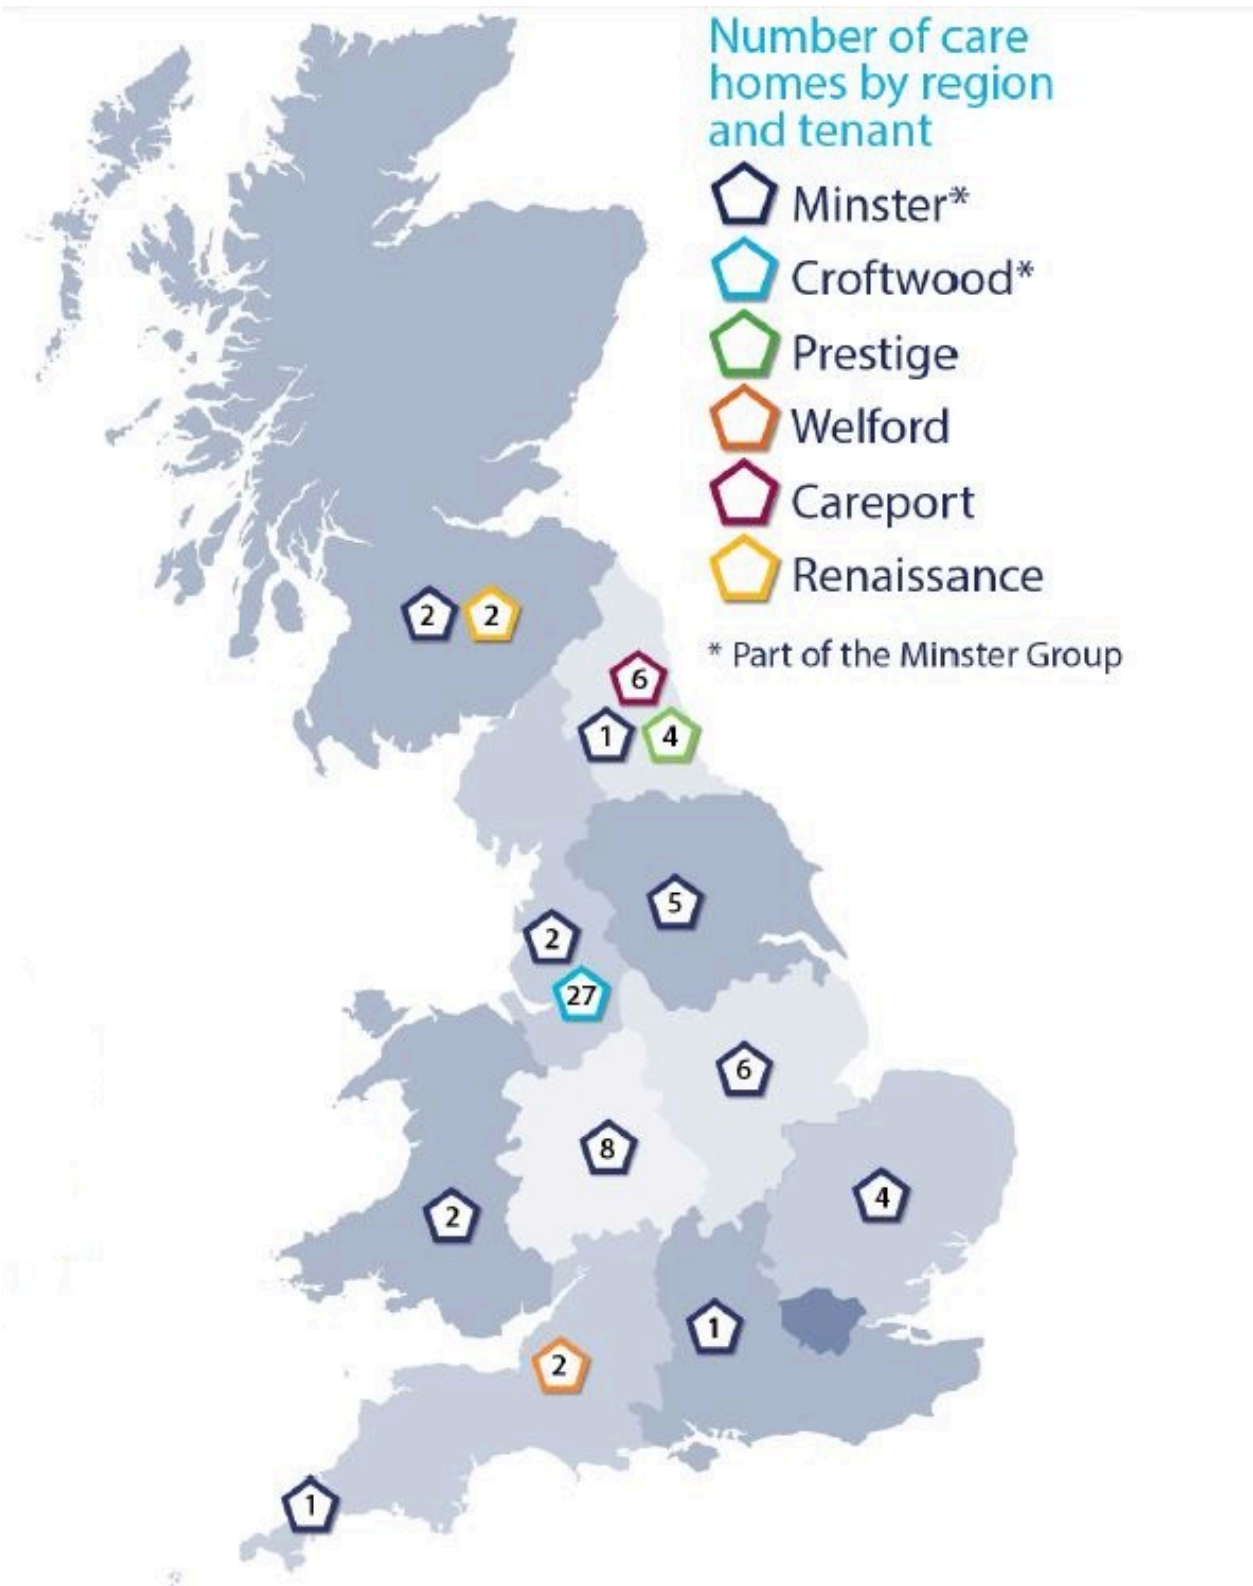 Number of care
homes by region
and tenant
Minster*
Croftwood*
Prestige
Welford
Careport
Renaissance
* Part of the Minster Group
2 2
6
1 4
5
2
27
6
8
4
2
1
2
1